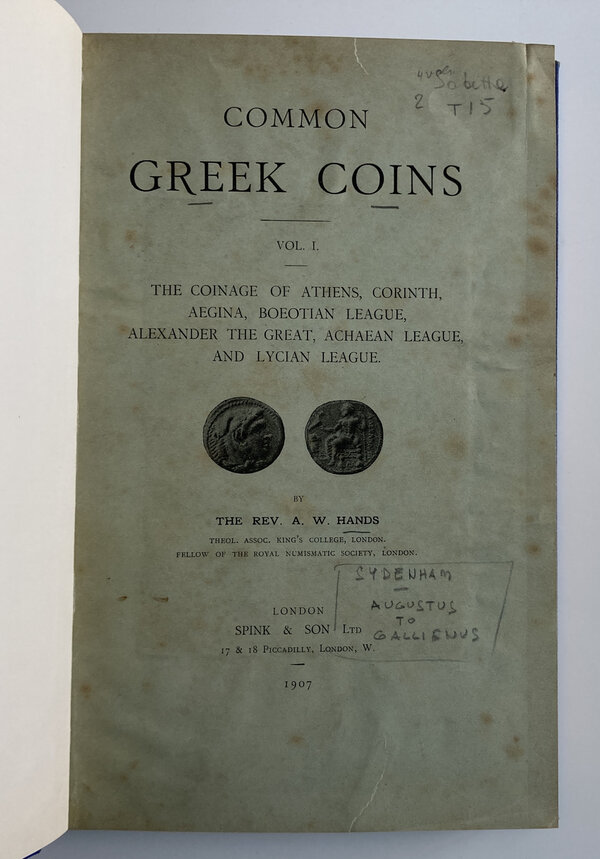 2 T15
COMMON
GREEK COINS
VOL. I.
THE COINAGE OF ATHENS, CORINTH,
AEGINA, BOEOTIAN LEAGUE,
ALEXANDER THE GREAT, ACHAEAN LEAGUE,
AND LYCIAN LEAGUE.
BY
THE REV. A. W. HANDS
THEOL. ASSOC. KING'S COLLEGE, LONDON.
FELLOW OF THE ROYAL NUMISMATIC SOCIETY, LONDON.
SYDENHAM
AUGUSTUS
TO
GALLIENUS
LONDON
SPINK & SON LTD
17 & 18 PICCADILLY, LONDON, W.
1907